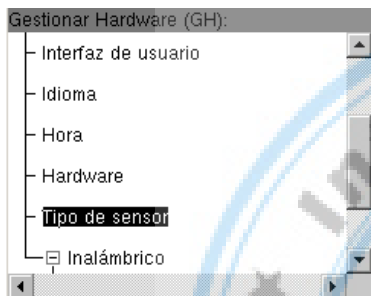 Gestionar Hardware (GH):
Interfaz de usuario
Idioma
Hora
Hardware
Tipo de sensor
Inalámbrico